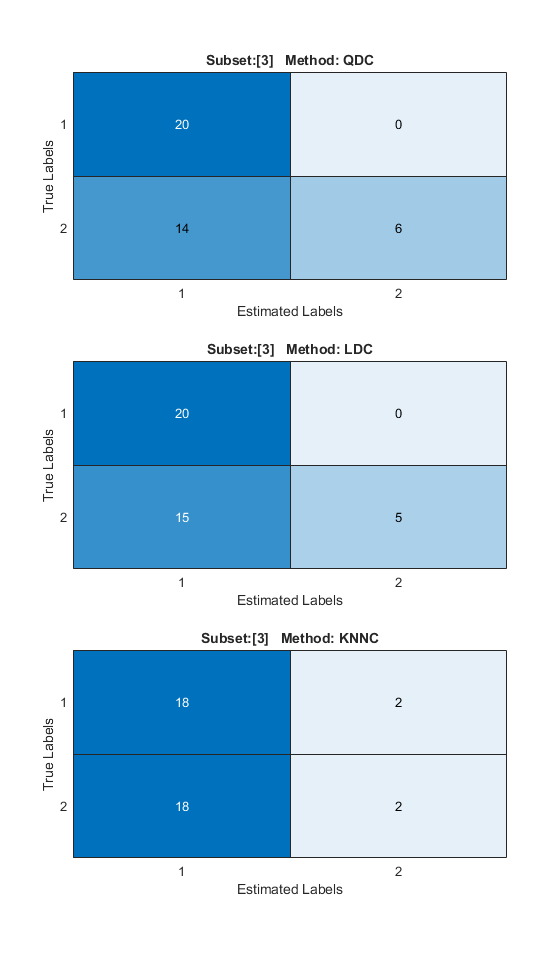 Subset:[3] Method: QDC
True Labels
1
20
0
2
14
6
1
2
Estimated Labels
Subset:[3] Method: LDC
True Labels
1
20
0
2
15
5
1
2
Estimated Labels
Subset:[3] Method: KNNC
True Labels
1
18
2
2
18
2
1
2
Estimated Labels